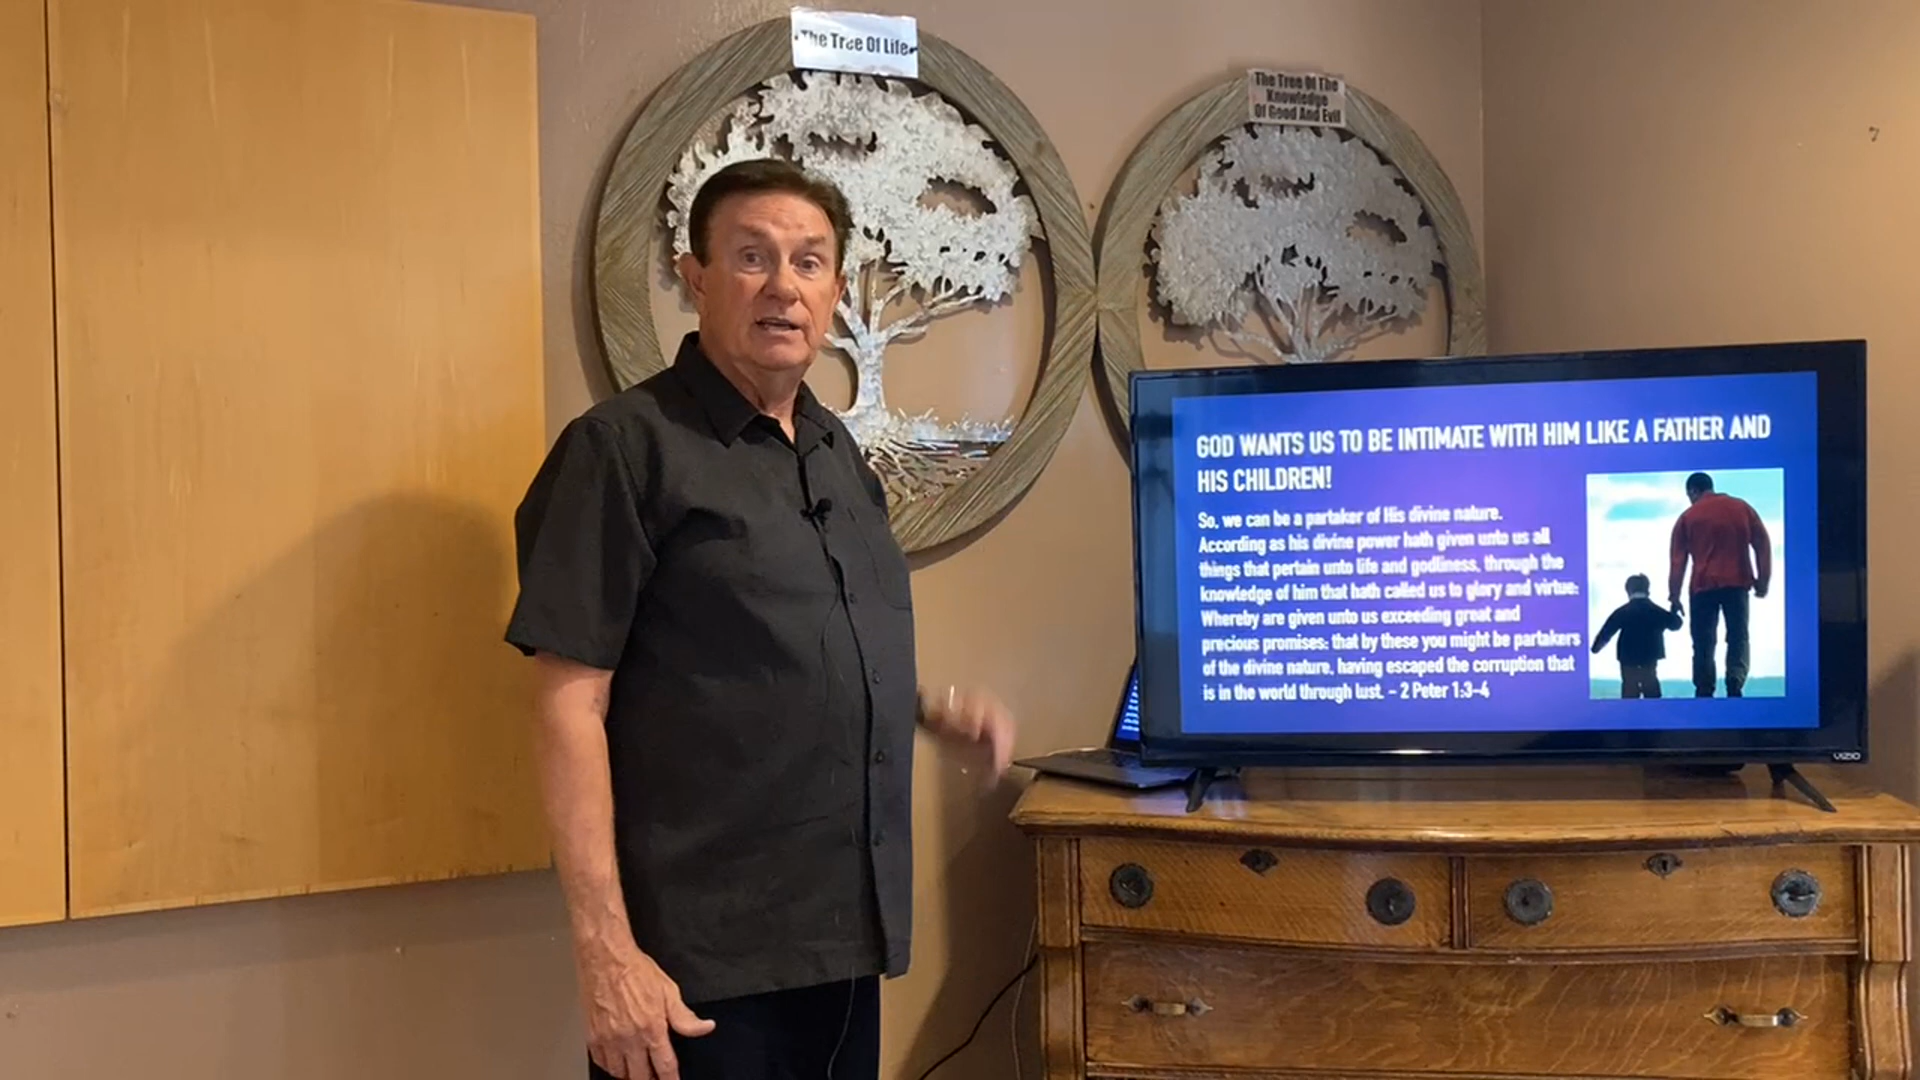 The Tree Of Life
The Tree Of The
Knowledge
Of Good And Evil
GOD WANTS US TO BE INTIMATE WITH HIM LIKE A FATHER AND
HIS CHILDREN!
So, we can be a partaker of His divine nature.
According as his divine power hath given unto us all
things that pertain unto life and godliness, through the
knowledge of him that hath called us to glory and virtue:
Whereby are given unto us exceeding great and
precious promises: that by these you might be partakers
of the divine nature, having escaped the corruption that
is in the world through lust. - 2 Peter 1:3-4
VIZIO